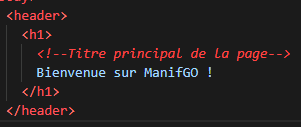 <header>
<h1>
<!--Titre principal de la page-->
Bienvenue sur ManifGO !
</h1>
</header>